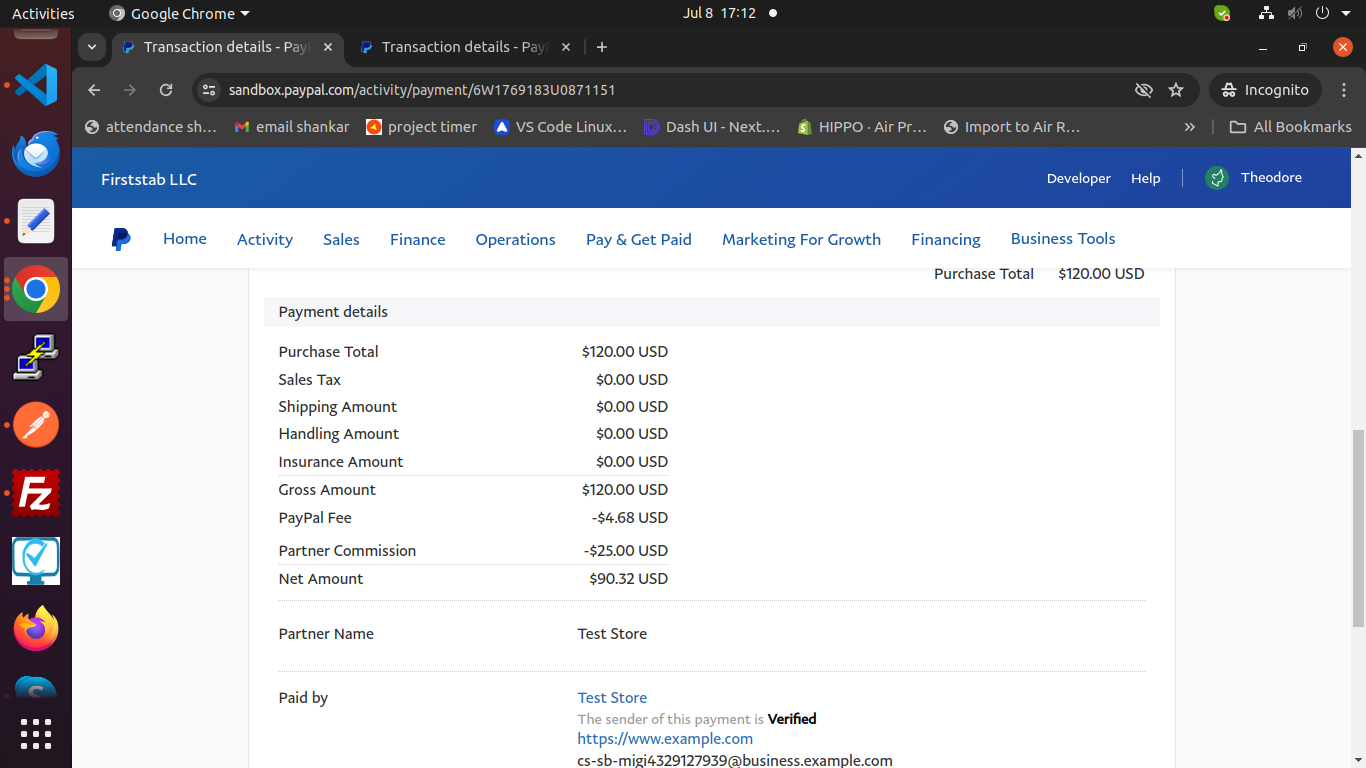 Activities Google Chrome Jul 8 17:12
Transaction details - Pay Transaction details - Pay
sandbox.paypal.com/activity/payment/6W1769183U0871151 Incognito
attendance sh... email shankar project timer VS Code Linux... Dash UI - Next.... HIPPO · Air Pr... Import to Air R... » All Bookmarks
Firststab LLC Developer Help Theodore
Home Activity Sales Finance Operations Pay & Get Paid Marketing For Growth Financing Business Tools
Purchase Total $120.00 USD
Payment details
Purchase Total $120.00 USD
Sales Tax $0.00 USD
Shipping Amount $0.00 USD
Handling Amount $0.00 USD
Insurance Amount $0.00 USD
Gross Amount $120.00 USD
PayPal Fee -$4.68 USD
Partner Commission -$25.00 USD
Net Amount $90.32 USD
Partner Name Test Store
Paid by Test Store
The sender of this payment is Verified
https://www.example.com
cs-sb-migi4329127939@business.example.com